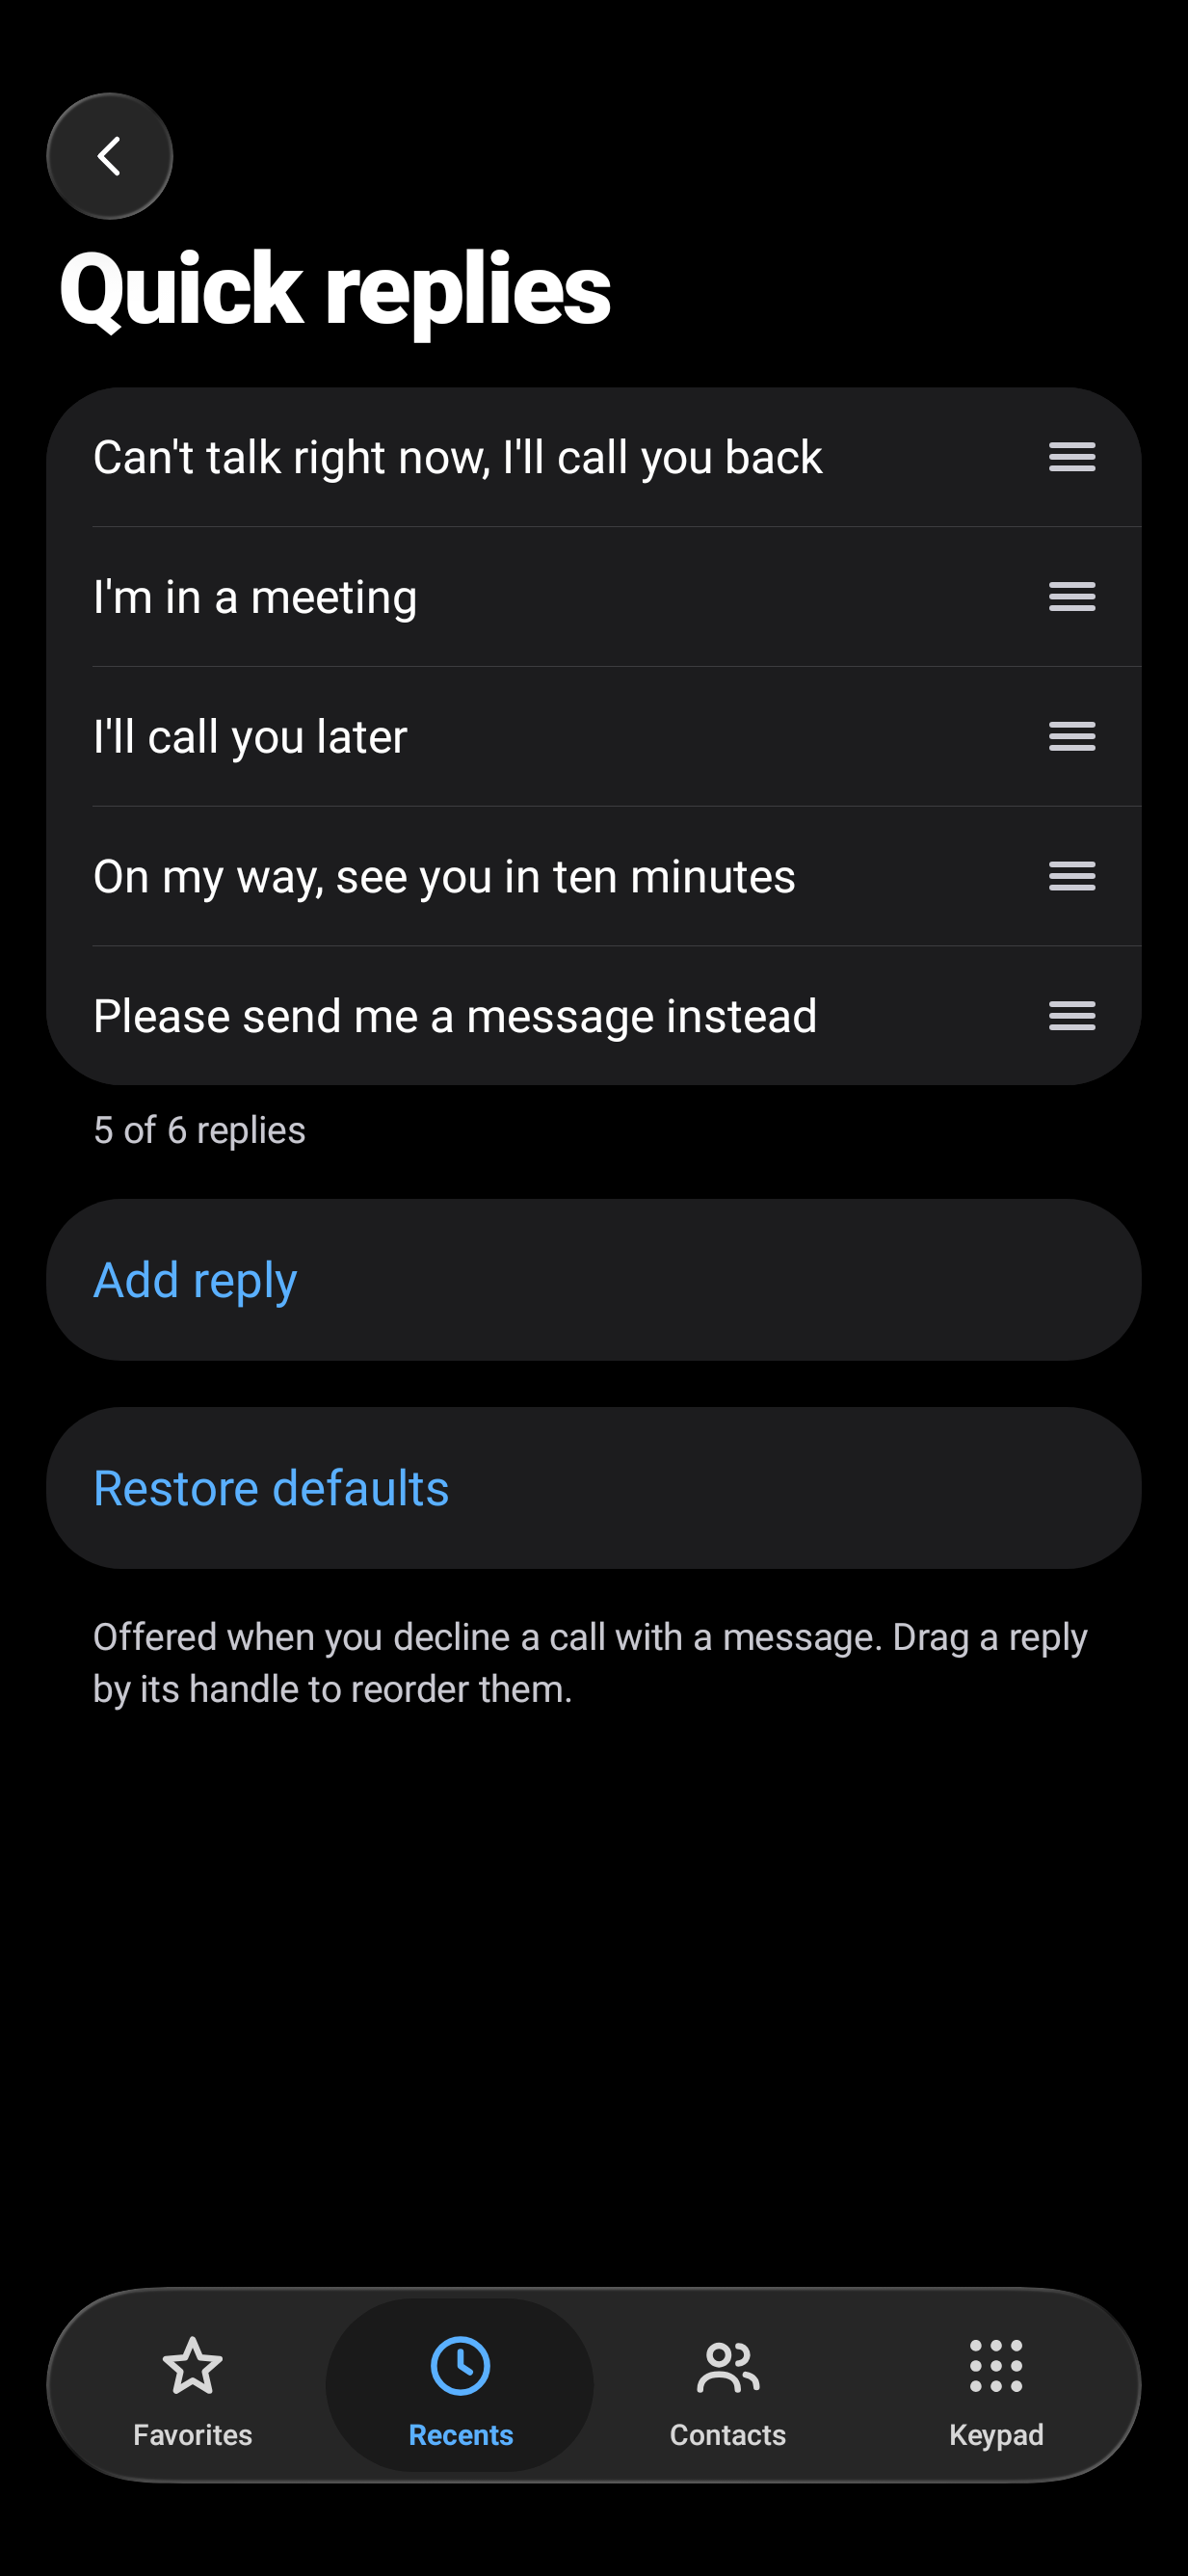 Quick replies
Can't talk right now, I'll call you back
I'm in a meeting
I'll call you later
On my way, see you in ten minutes
Please send me a message instead
5 of 6 replies
Add reply
Restore defaults
Offered when you decline a call with a message. Drag a reply
by its handle to reorder them.
Favorites
Recents
Contacts
Keypad